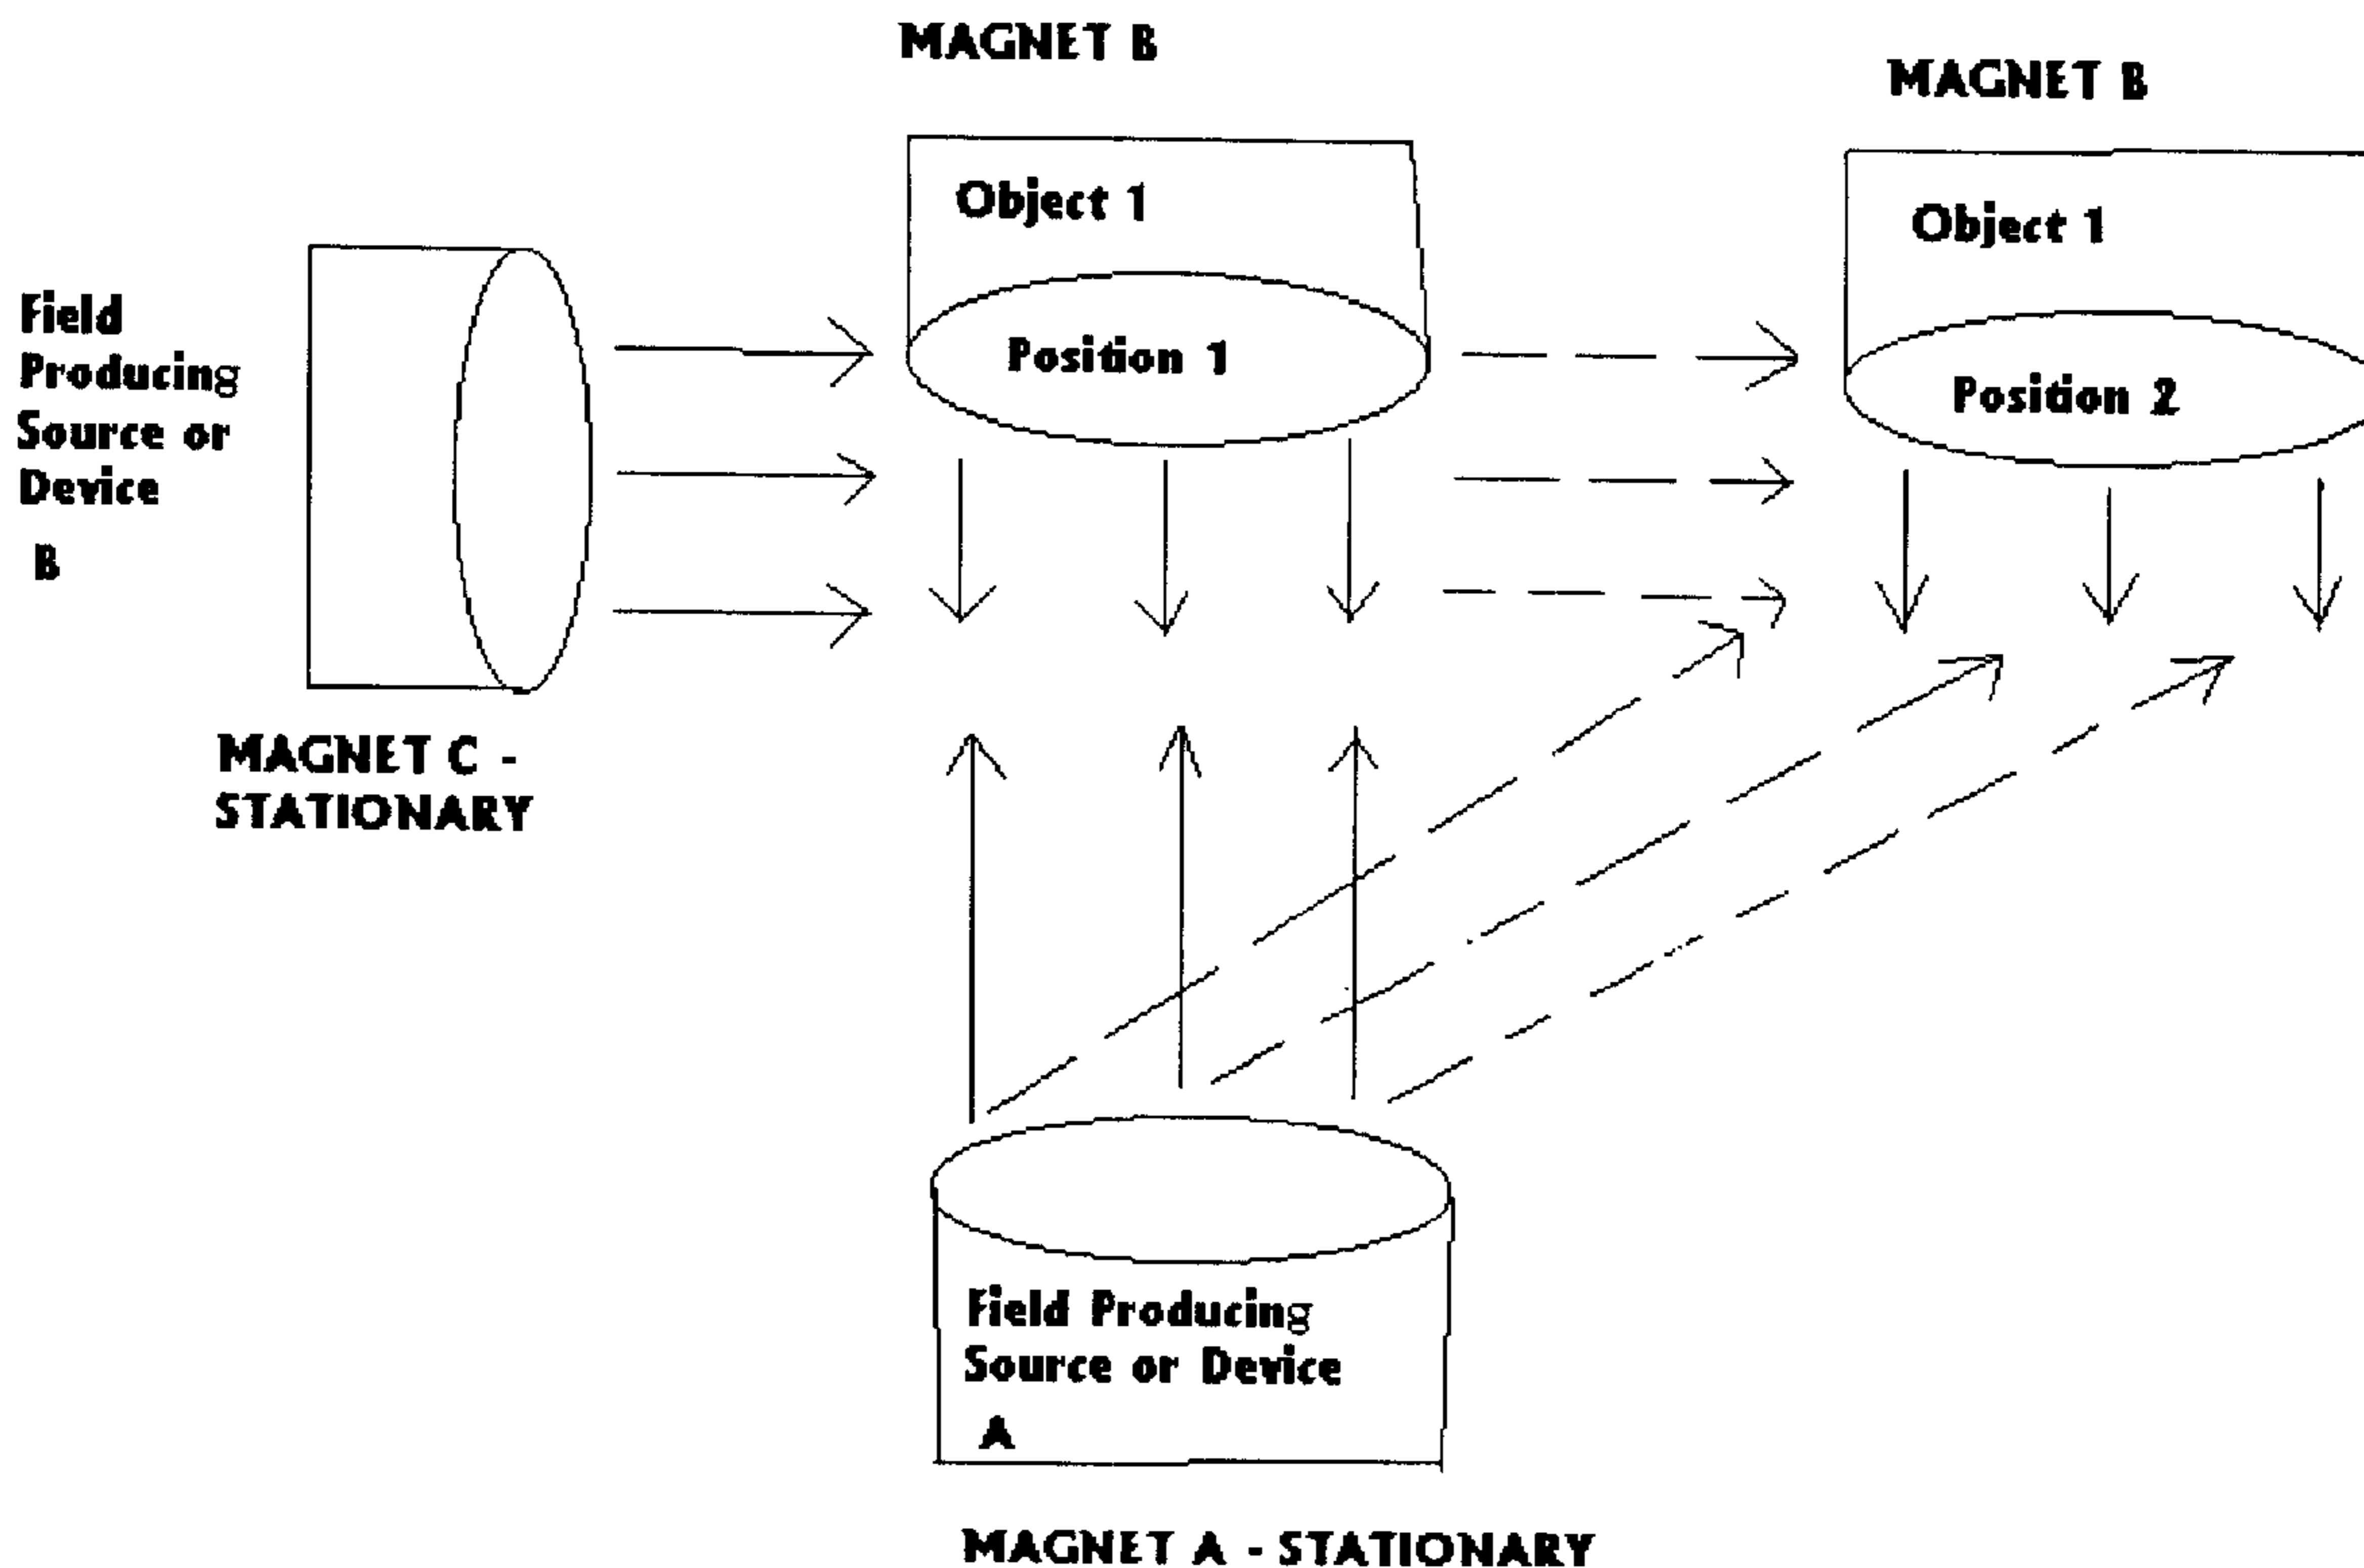 MAGNET B
MAGNET B
Object 1
Position 1
Object 1
Position 2
Field
Producing
Source or
Device
B
MAGNET C -
STATIONARY
Field Producing
Source or Device
A
MAGNET A - STATIONARY